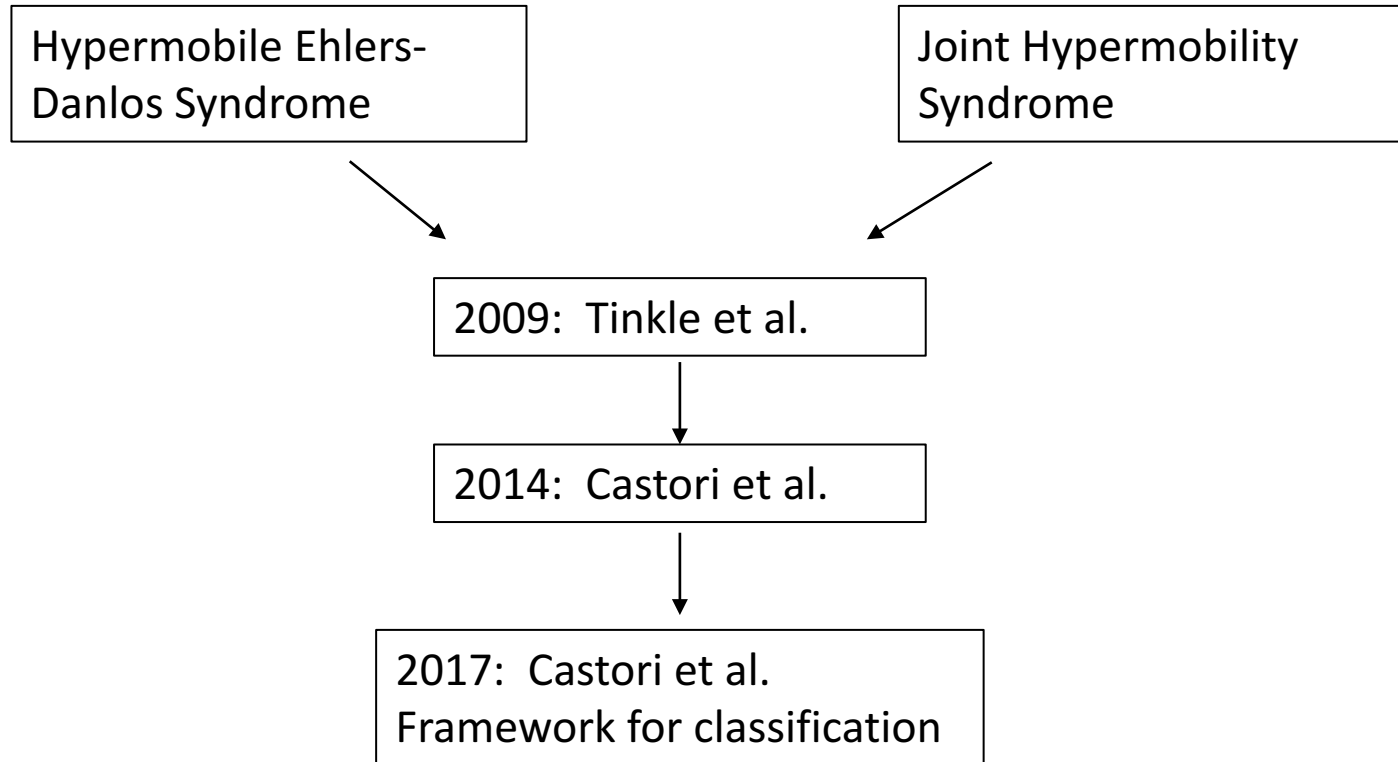 Hypermobile Ehlers-
Danlos Syndrome
Joint Hypermobility
Syndrome
2009:  Tinkle et al.
2014:  Castori et al.
2017:  Castori et al.
Framework for classification